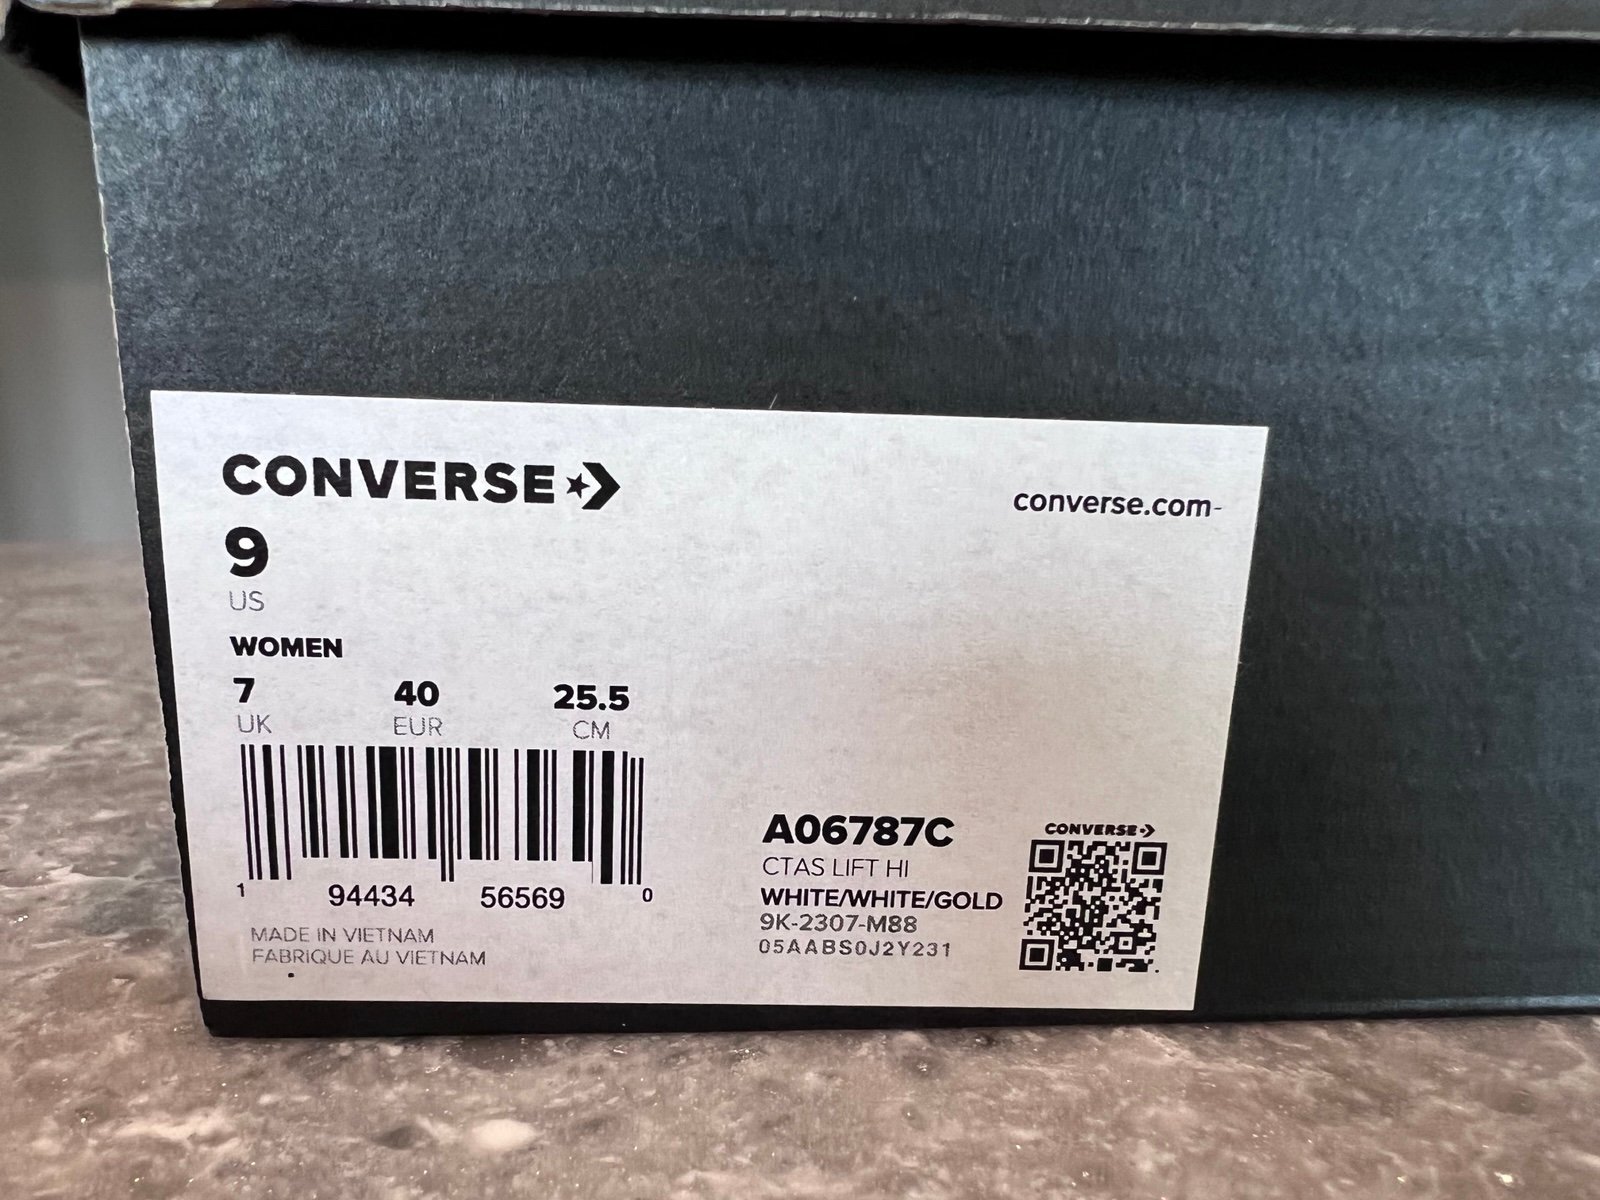 CONVERSE
converse.com-
9
US
WOMEN
7 40 25.5
UK EUR CM
1 94434 56569 0
MADE IN VIETNAM
FABRIQUE AU VIETNAM
A06787C
CTAS LIFT HI
WHITE/WHITE/GOLD
9K-2307-M88
05AABS0J2Y231
CONVERSE